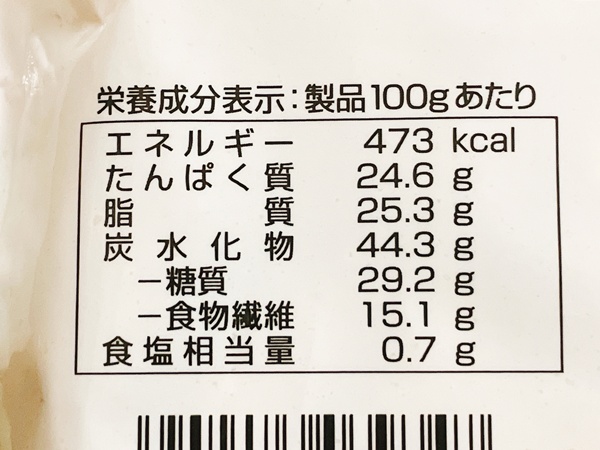 栄養成分表示:製品100gあたり
エネルギー 473 kcal
たんぱく質 24.6 g
脂質 25.3 g
炭水化物 44.3 g
－糖質 29.2 g
－食物繊維 15.1 g
食塩相当量 0.7 g